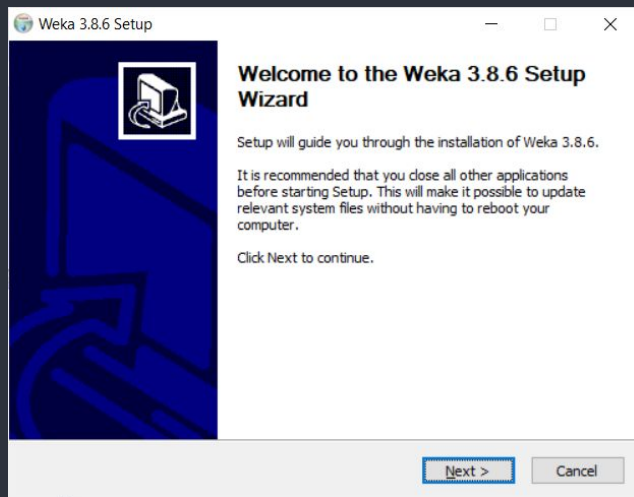 Weka 3.8.6 Setup
Welcome to the Weka 3.8.6 Setup
Wizard
Setup will guide you through the installation of Weka 3.8.6.
It is recommended that you close all other applications
before starting Setup. This will make it possible to update
relevant system files without having to reboot your
computer.
Click Next to continue.
Next >
Cancel